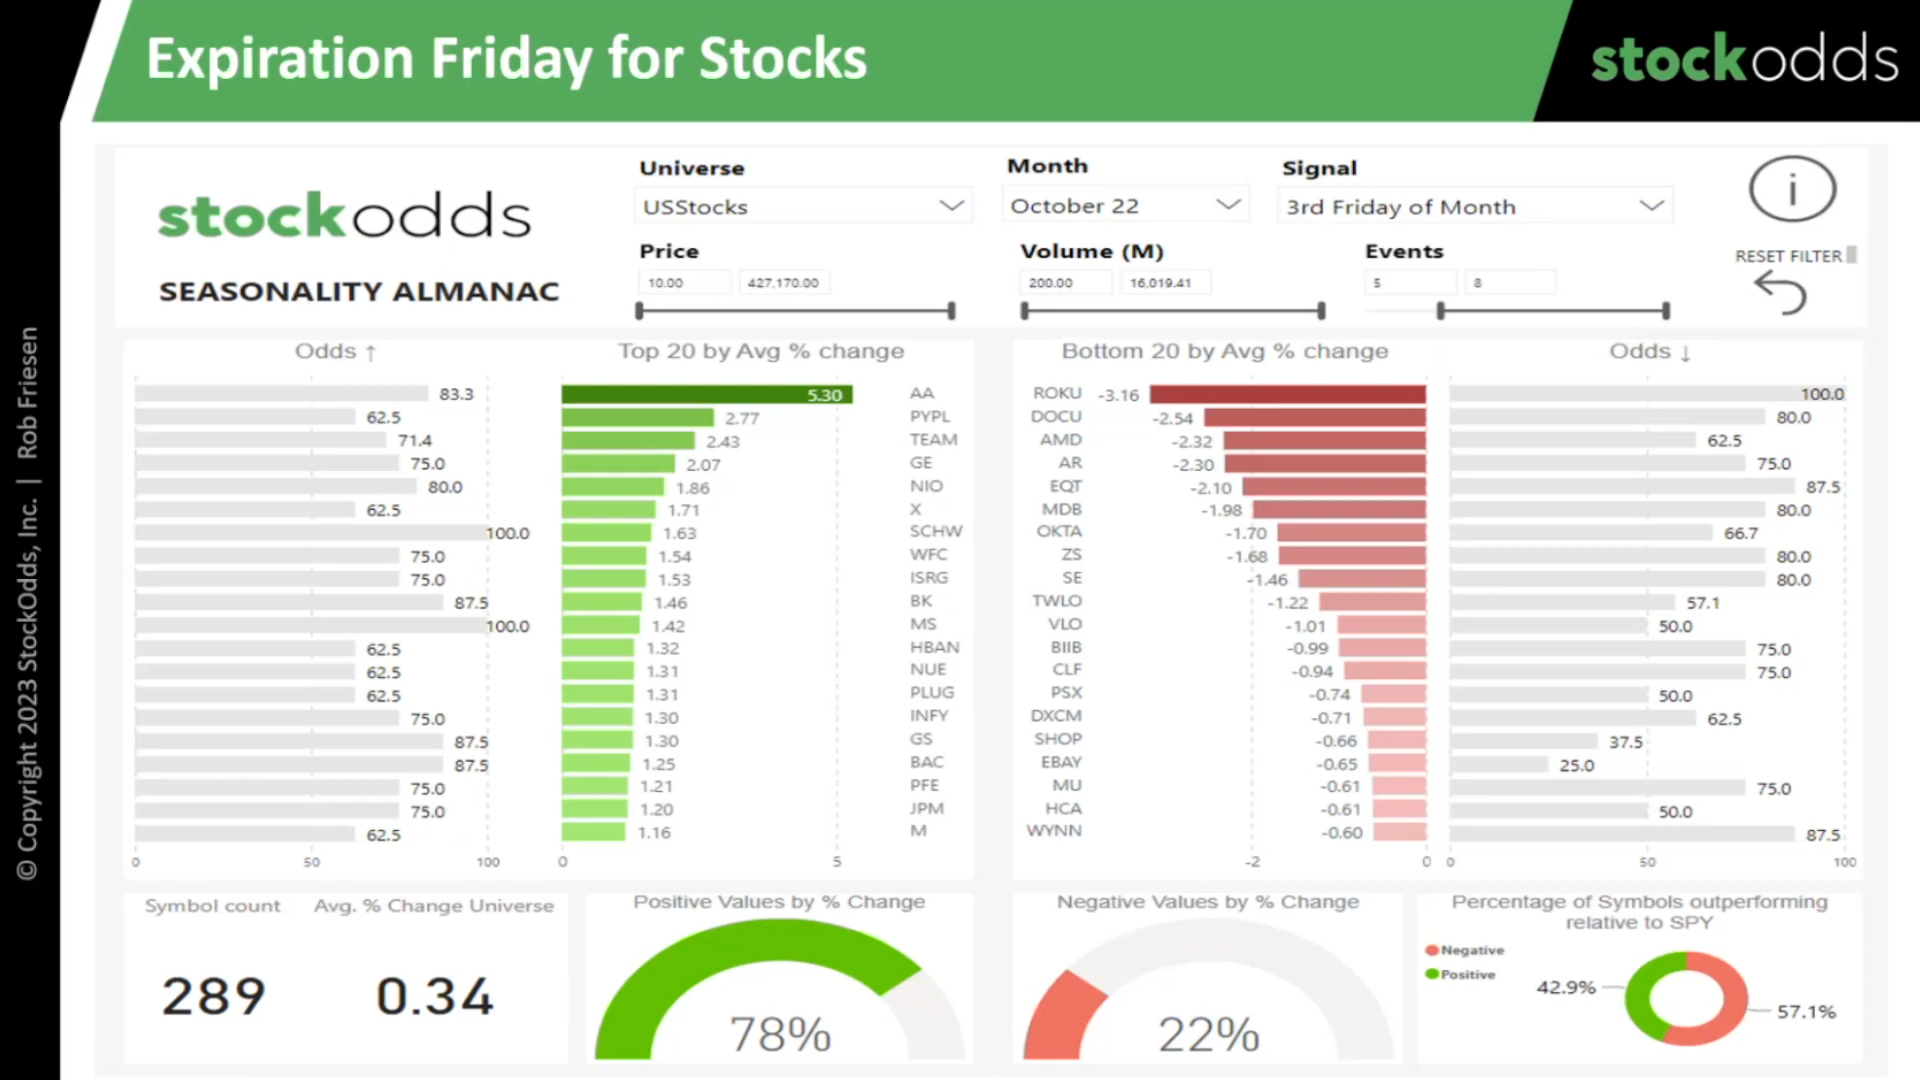 Expiration Friday for Stocks
stockodds
© Copyright 2023 StockOdds, Inc. | Rob Friesen
stockodds
SEASONALITY ALMANAC
Universe
USStocks
Month
October 22
Signal
3rd Friday of Month
i
Price
10.00 427,170.00
Volume (M)
200.00 16,019.41
Events
5 8
RESET FILTER
Odds ↑ Top 20 by Avg % change
83.3 5.30 AA
62.5 2.77 PYPL
71.4 2.43 TEAM
75.0 2.07 GE
80.0 1.86 NIO
62.5 1.71 X
100.0 1.63 SCHW
75.0 1.54 WFC
75.0 1.53 ISRG
87.5 1.46 BK
100.0 1.42 MS
62.5 1.32 HBAN
62.5 1.31 NUE
62.5 1.31 PLUG
75.0 1.30 INFY
87.5 1.30 GS
87.5 1.25 BAC
75.0 1.21 PFE
75.0 1.20 JPM
62.5 1.16 M
0 50 100 0 5
Bottom 20 by Avg % change Odds ↓
ROKU -3.16 100.0
DOCU -2.54 80.0
AMD -2.32 62.5
AR -2.30 75.0
EQT -2.10 87.5
MDB -1.98 80.0
OKTA -1.70 66.7
ZS -1.68 80.0
SE -1.46 80.0
TWLO -1.22 57.1
VLO -1.01 50.0
BIIB -0.99 75.0
CLF -0.94 75.0
PSX -0.74 50.0
DXCM -0.71 62.5
SHOP -0.66 37.5
EBAY -0.65 25.0
MU -0.61 75.0
HCA -0.61 50.0
WYNN -0.60 87.5
-2 0 0 50 100
Symbol count
289
Avg. % Change Universe
0.34
Positive Values by % Change
78%
Negative Values by % Change
22%
Percentage of Symbols outperforming
relative to SPY
Negative
Positive
42.9%
57.1%